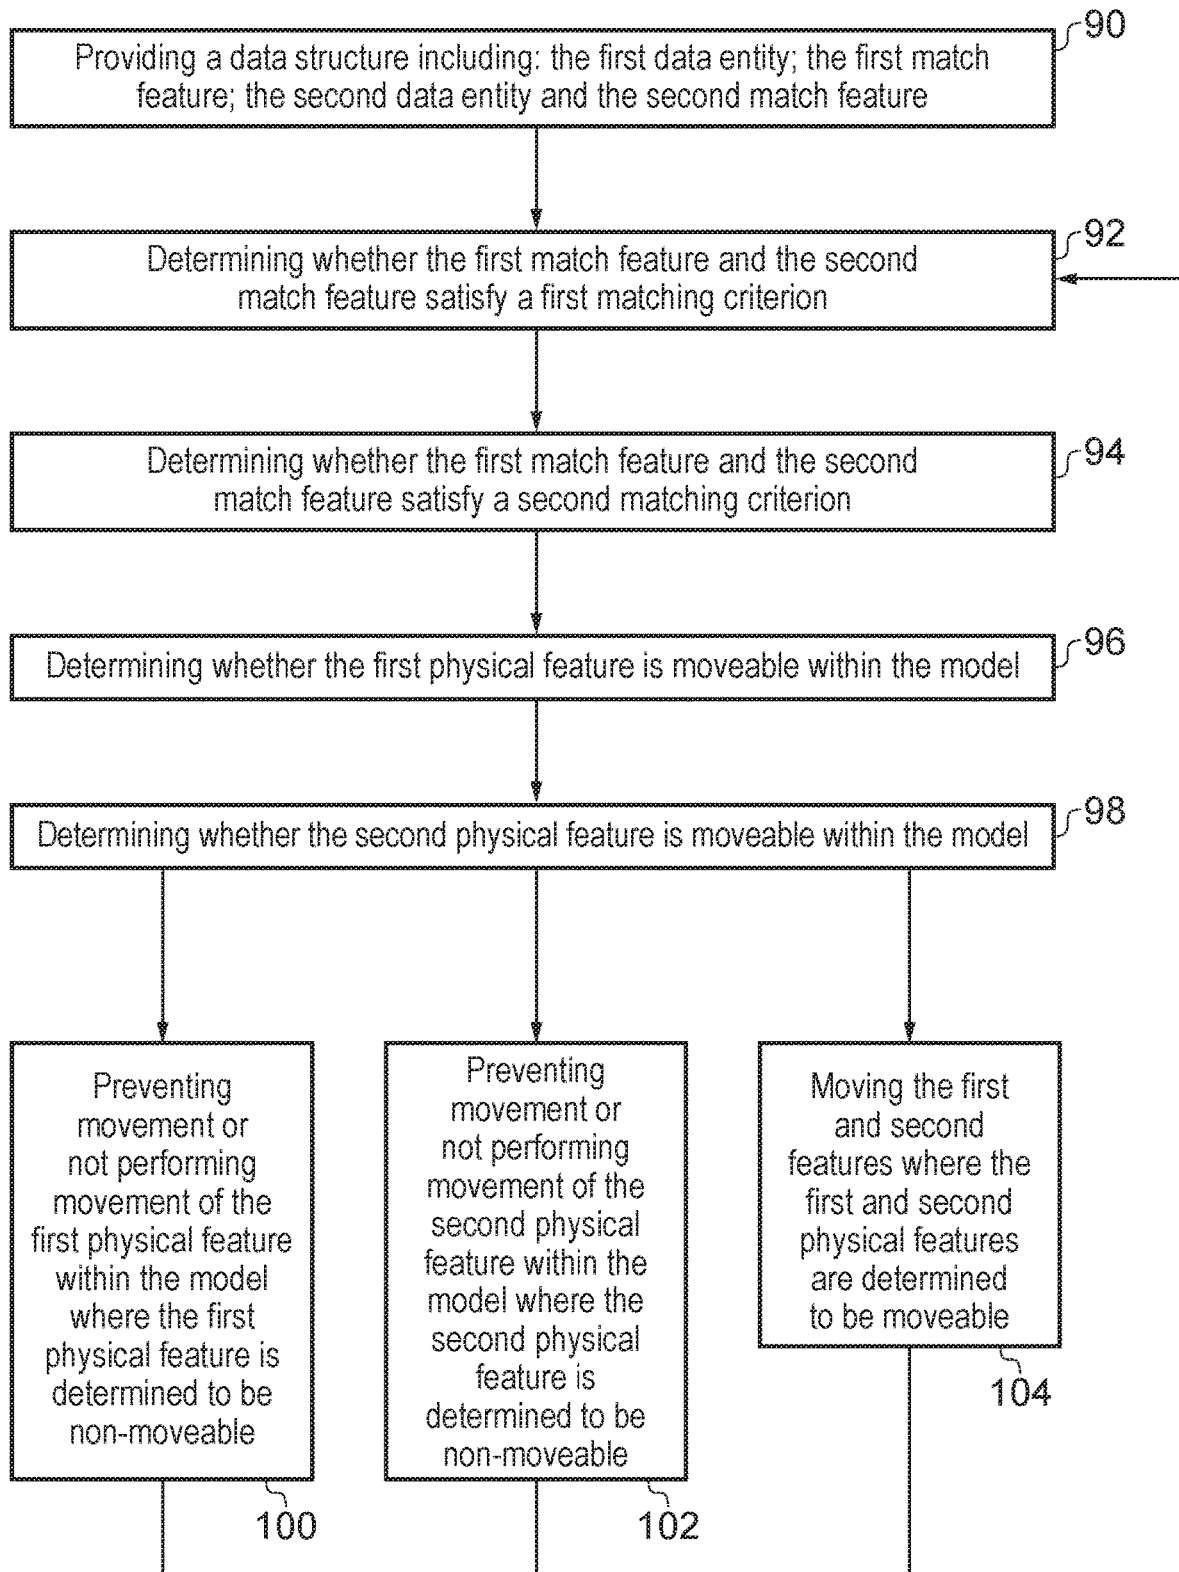 90
Providing a data structure including: the first data entity; the first match
feature; the second data entity and the second match feature
92
Determining whether the first match feature and the second
match feature satisfy a first matching criterion
94
Determining whether the first match feature and the second
match feature satisfy a second matching criterion
96
Determining whether the first physical feature is moveable within the model
98
Determining whether the second physical feature is moveable within the model
Preventing
movement or
not performing
movement of the
first physical feature
within the model
where the first
physical feature is
determined to be
non-moveable
100
Preventing
movement or
not performing
movement of the
second physical
feature within the
model where the
second physical
feature is
determined to be
non-moveable
102
Moving the first
and second
features where the
first and second
physical features
are determined
to be moveable
104